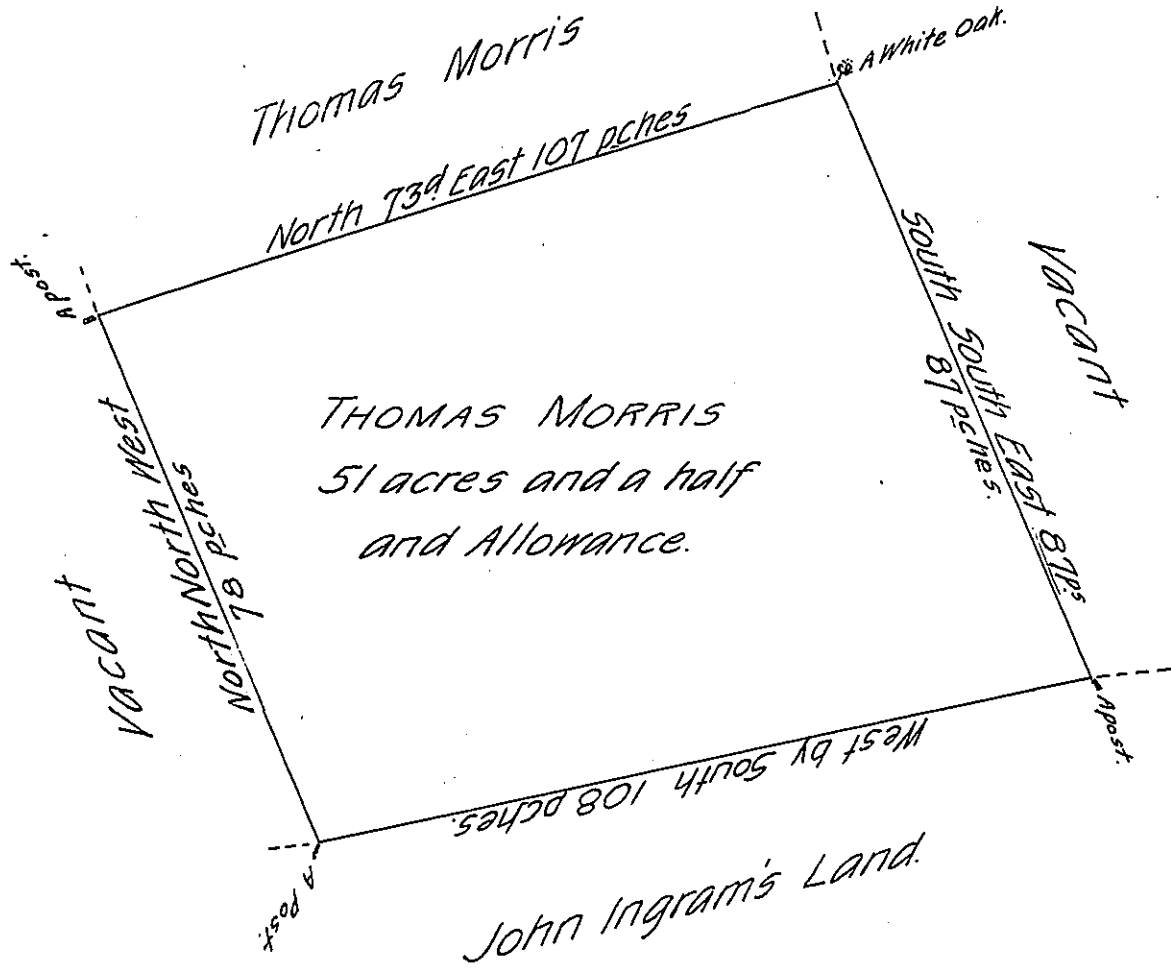 Thomas Morris
A White Oak.
North 73d East 107 pches
A post.
South South East 87ps
87 pches.
Vacant
THOMAS MORRIS
51 acres and a half
and Allowance.
North North West
78 pches
Vacant
A post.
West by South 108 pches.
A post.
John Ingram's Land.